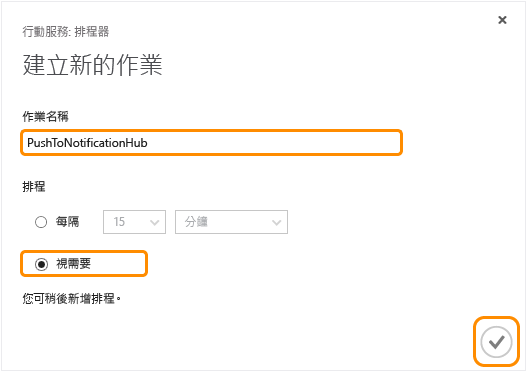 行動服務: 排程器
建立新的作業
作業名稱
PushToNotificationHub
排程
每隔 15 分鐘
視需要
您可稍後新增排程。